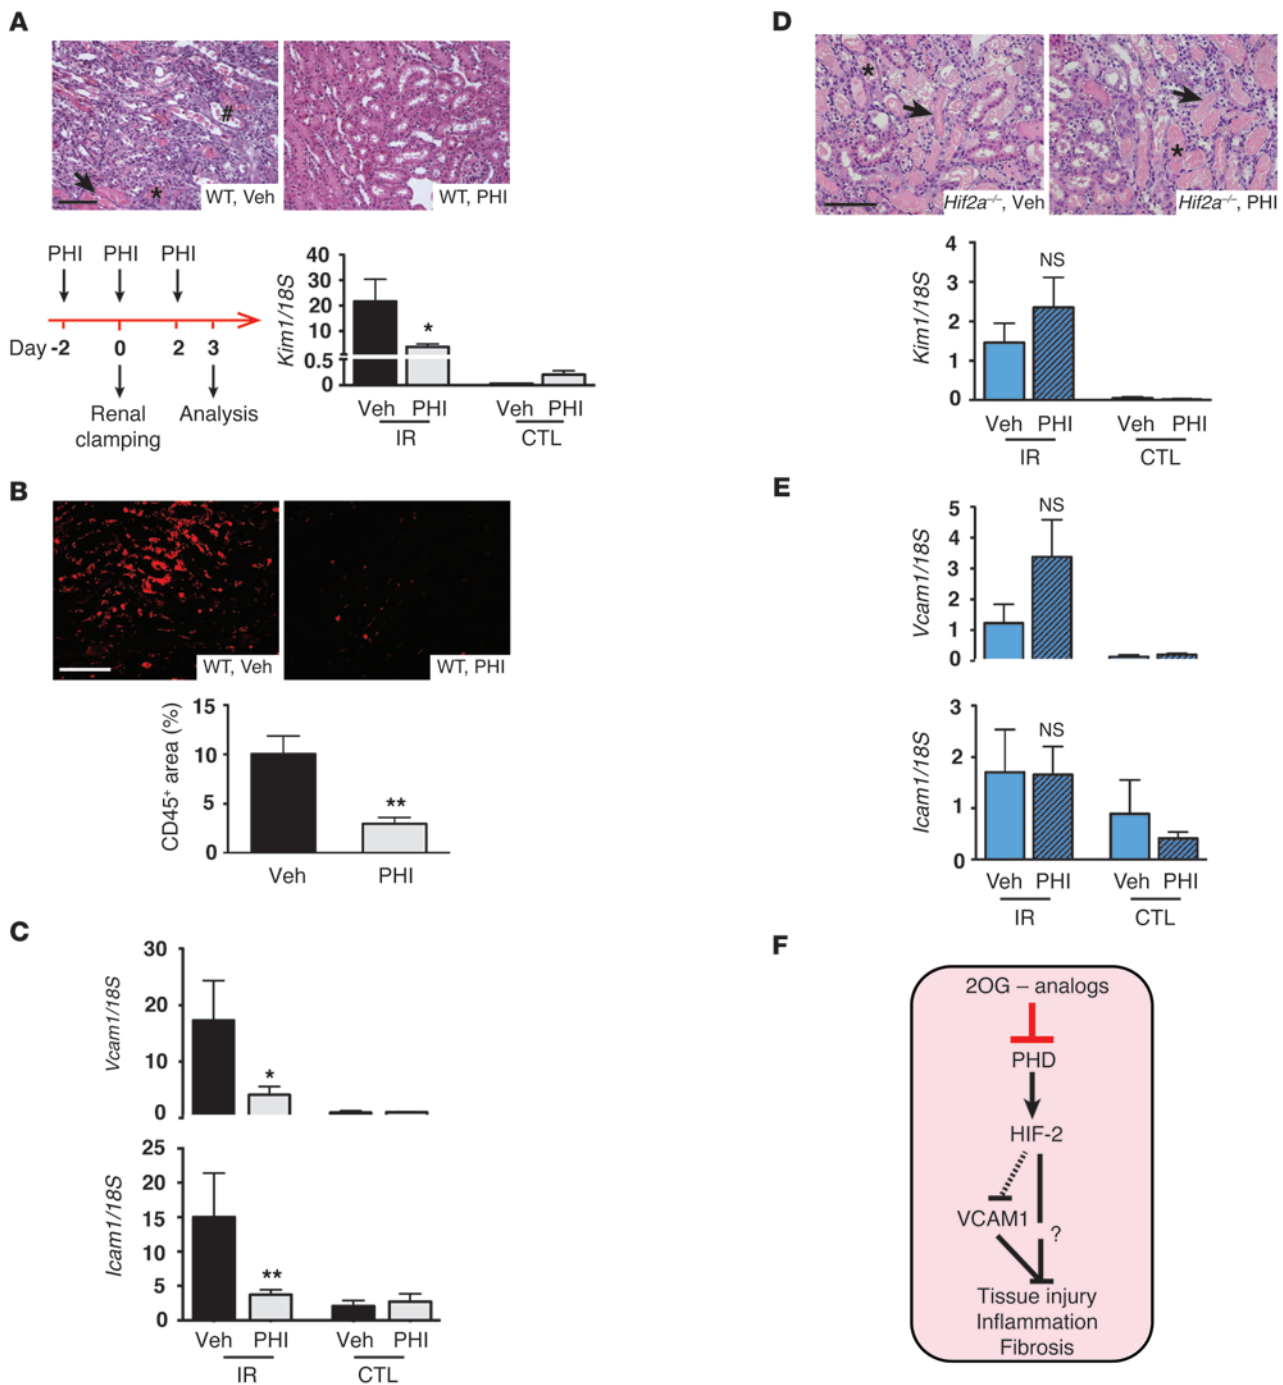 A
#
*
WT, Veh
WT, PHI
PHI PHI PHI
Day -2 0 2 3
Renal
clamping
Analysis
Kim1/18S
40
30
20
10
0.5
0
*
Veh PHI Veh PHI
IR CTL
B
WT, Veh
WT, PHI
CD45+ area (%)
15
10
5
0
**
Veh PHI
C
Vcam1/18S
30
20
10
0
*
Icam1/18S
25
20
15
10
5
0
**
Veh PHI Veh PHI
IR CTL
D
*
*
Hif2a–/–, Veh
Hif2a–/–, PHI
Kim1/18S
4
3
2
1
0
NS
Veh PHI Veh PHI
IR CTL
E
Vcam1/18S
5
4
3
2
1
0
NS
Icam1/18S
3
2
1
0
NS
Veh PHI Veh PHI
IR CTL
F
2OG – analogs
PHD
HIF-2
VCAM1
?
Tissue injury
Inflammation
Fibrosis